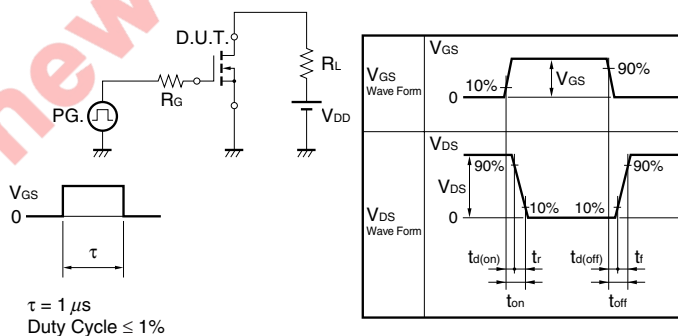 new
D.U.T.
RL
RG
PG.
VDD
VGS
0
τ
τ = 1 μs
Duty Cycle ≤ 1%
VGS
Wave Form
VGS
10%
VGS
90%
0
VDS
Wave Form
VDS
90%
90%
VDS
10%
10%
0
td(on)
tr
td(off)
tf
ton
toff